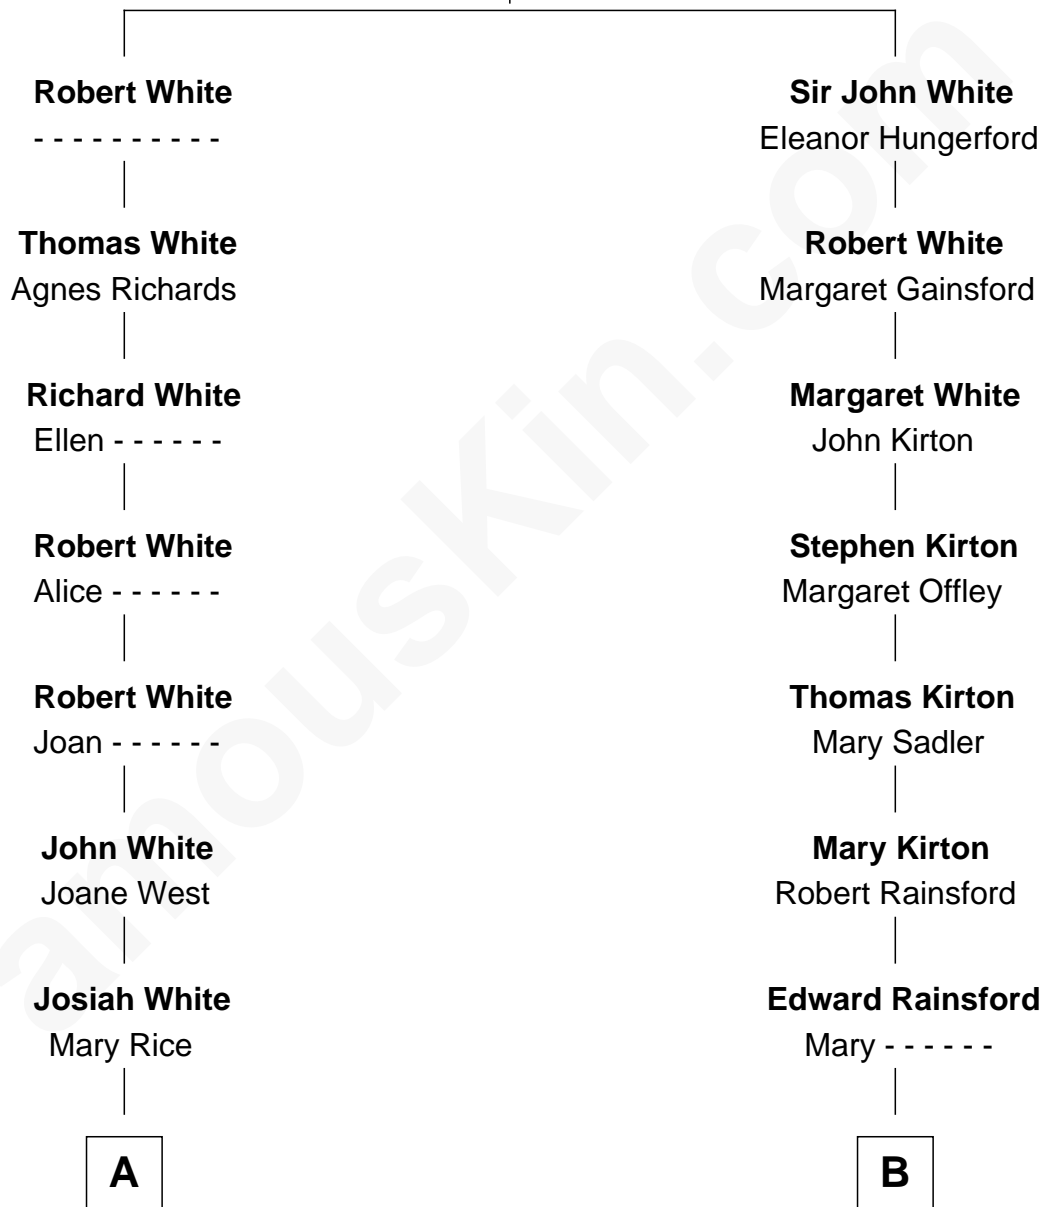 Robert White
- - - - - - - - - -
Thomas White
Agnes Richards
Richard White
Ellen - - - - - -
Robert White
Alice - - - - - -
Robert White
Joan - - - - - -
John White
Joane West
Josiah White
Mary Rice
A
Sir John White
Eleanor Hungerford
Robert White
Margaret Gainsford
Margaret White
John Kirton
Stephen Kirton
Margaret Offley
Thomas Kirton
Mary Sadler
Mary Kirton
Robert Rainsford
Edward Rainsford
Mary - - - - - -
B
amouskin.com